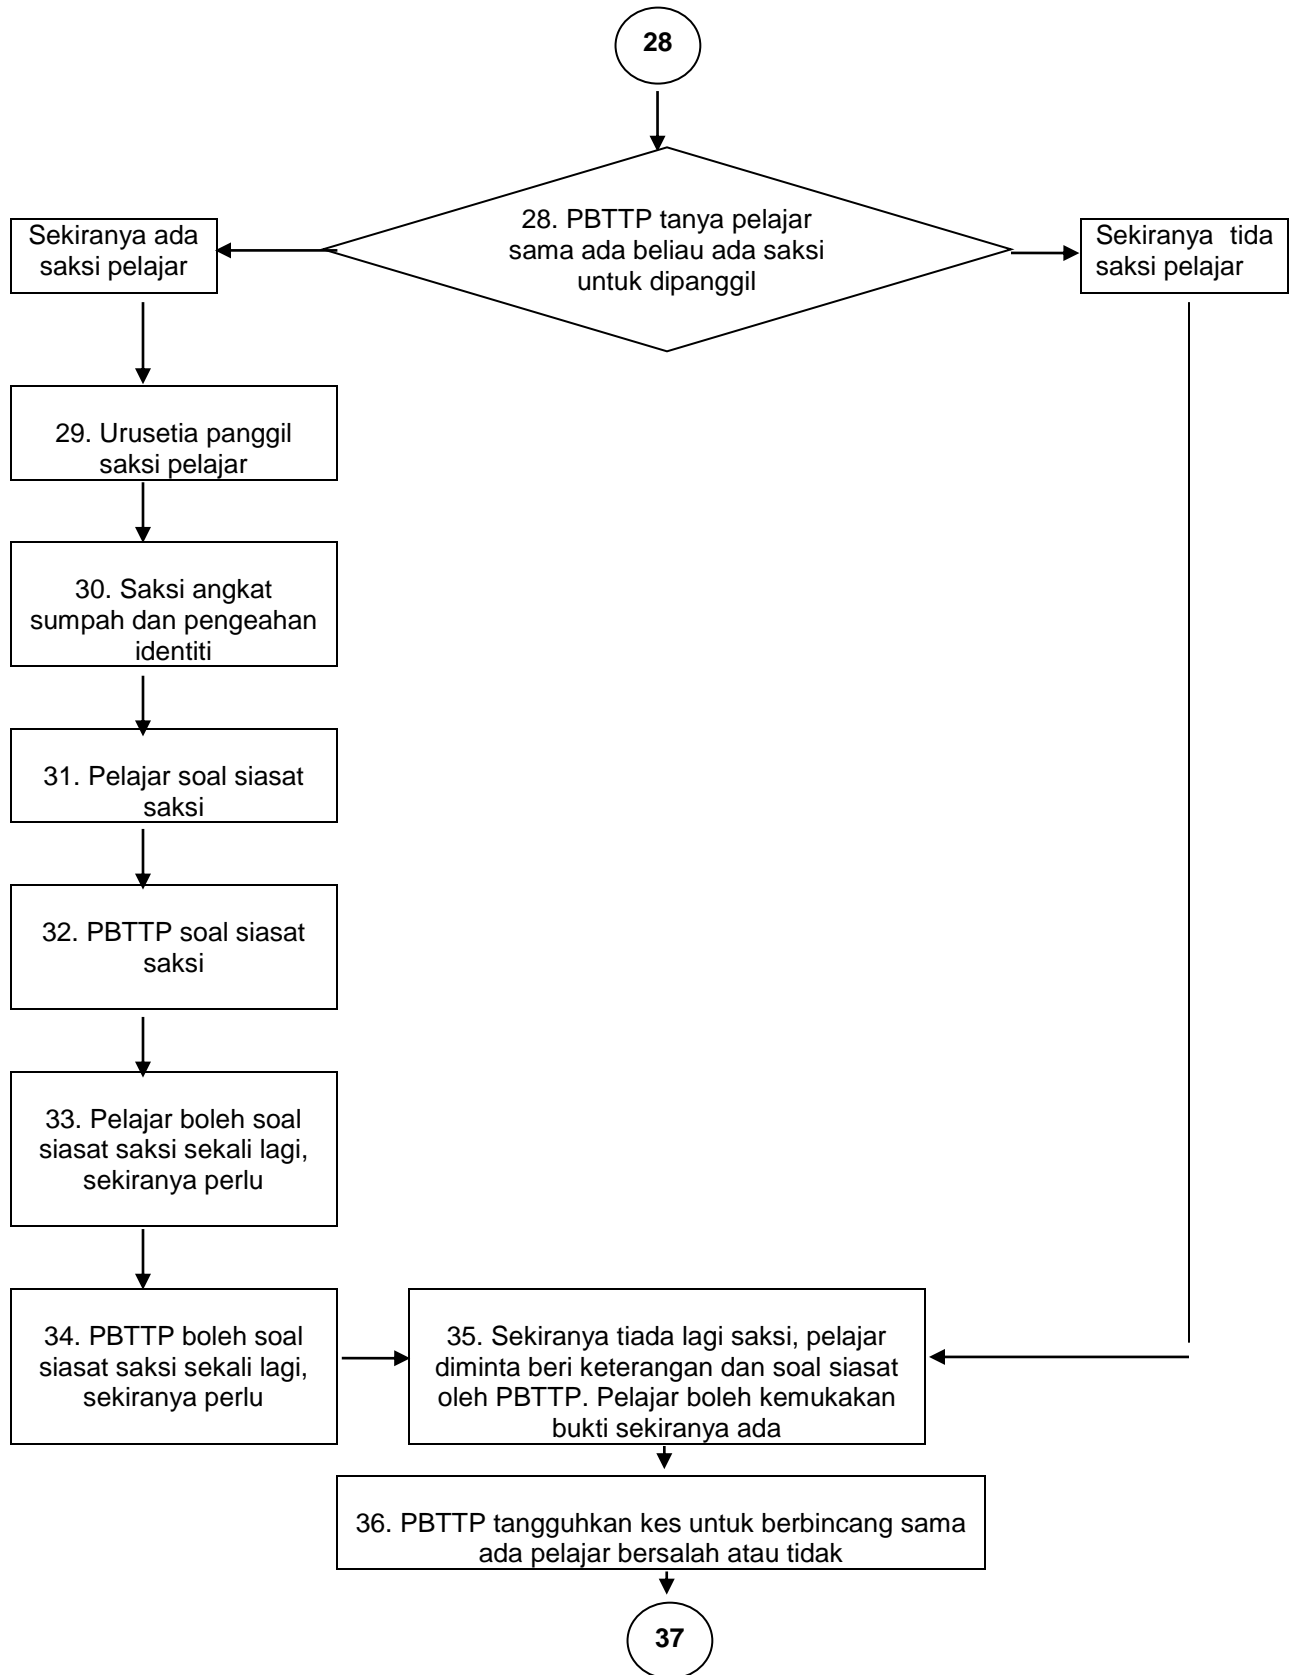 28
28. PBTTP tanya pelajar
sama ada beliau ada saksi
untuk dipanggil
Sekiranya ada
saksi pelajar
Sekiranya tida
saksi pelajar
29. Urusetia panggil
saksi pelajar
30. Saksi angkat
sumpah dan pengeahan
identiti
31. Pelajar soal siasat
saksi
32. PBTTP soal siasat
saksi
33. Pelajar boleh soal
siasat saksi sekali lagi,
sekiranya perlu
34. PBTTP boleh soal
siasat saksi sekali lagi,
sekiranya perlu
35. Sekiranya tiada lagi saksi, pelajar
diminta beri keterangan dan soal siasat
oleh PBTTP. Pelajar boleh kemukakan
bukti sekiranya ada
36. PBTTP tangguhkan kes untuk berbincang sama
ada pelajar bersalah atau tidak
37